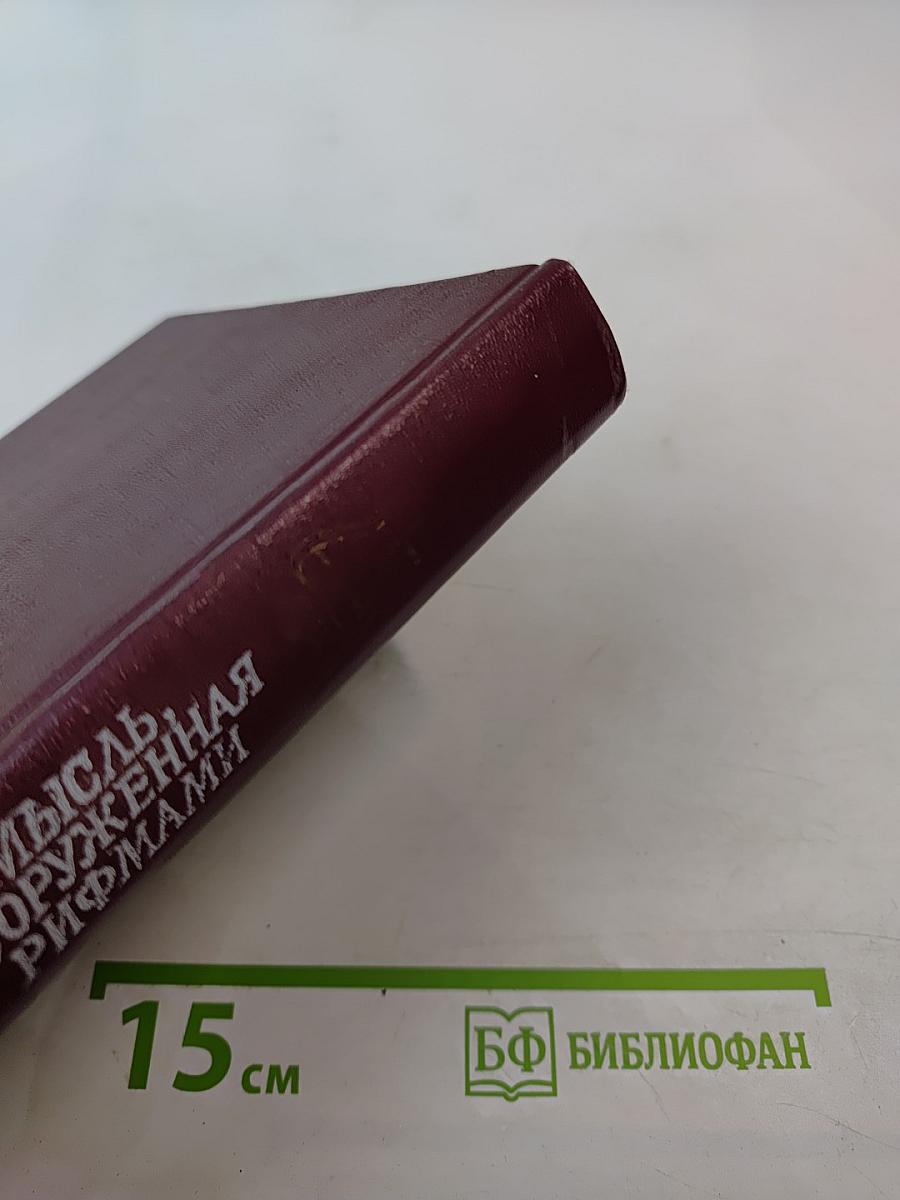 МЫСЛЬ,
ВООРУЖЕННАЯ
РИФМАМИ
15 см
БФ БИБЛИОФАН